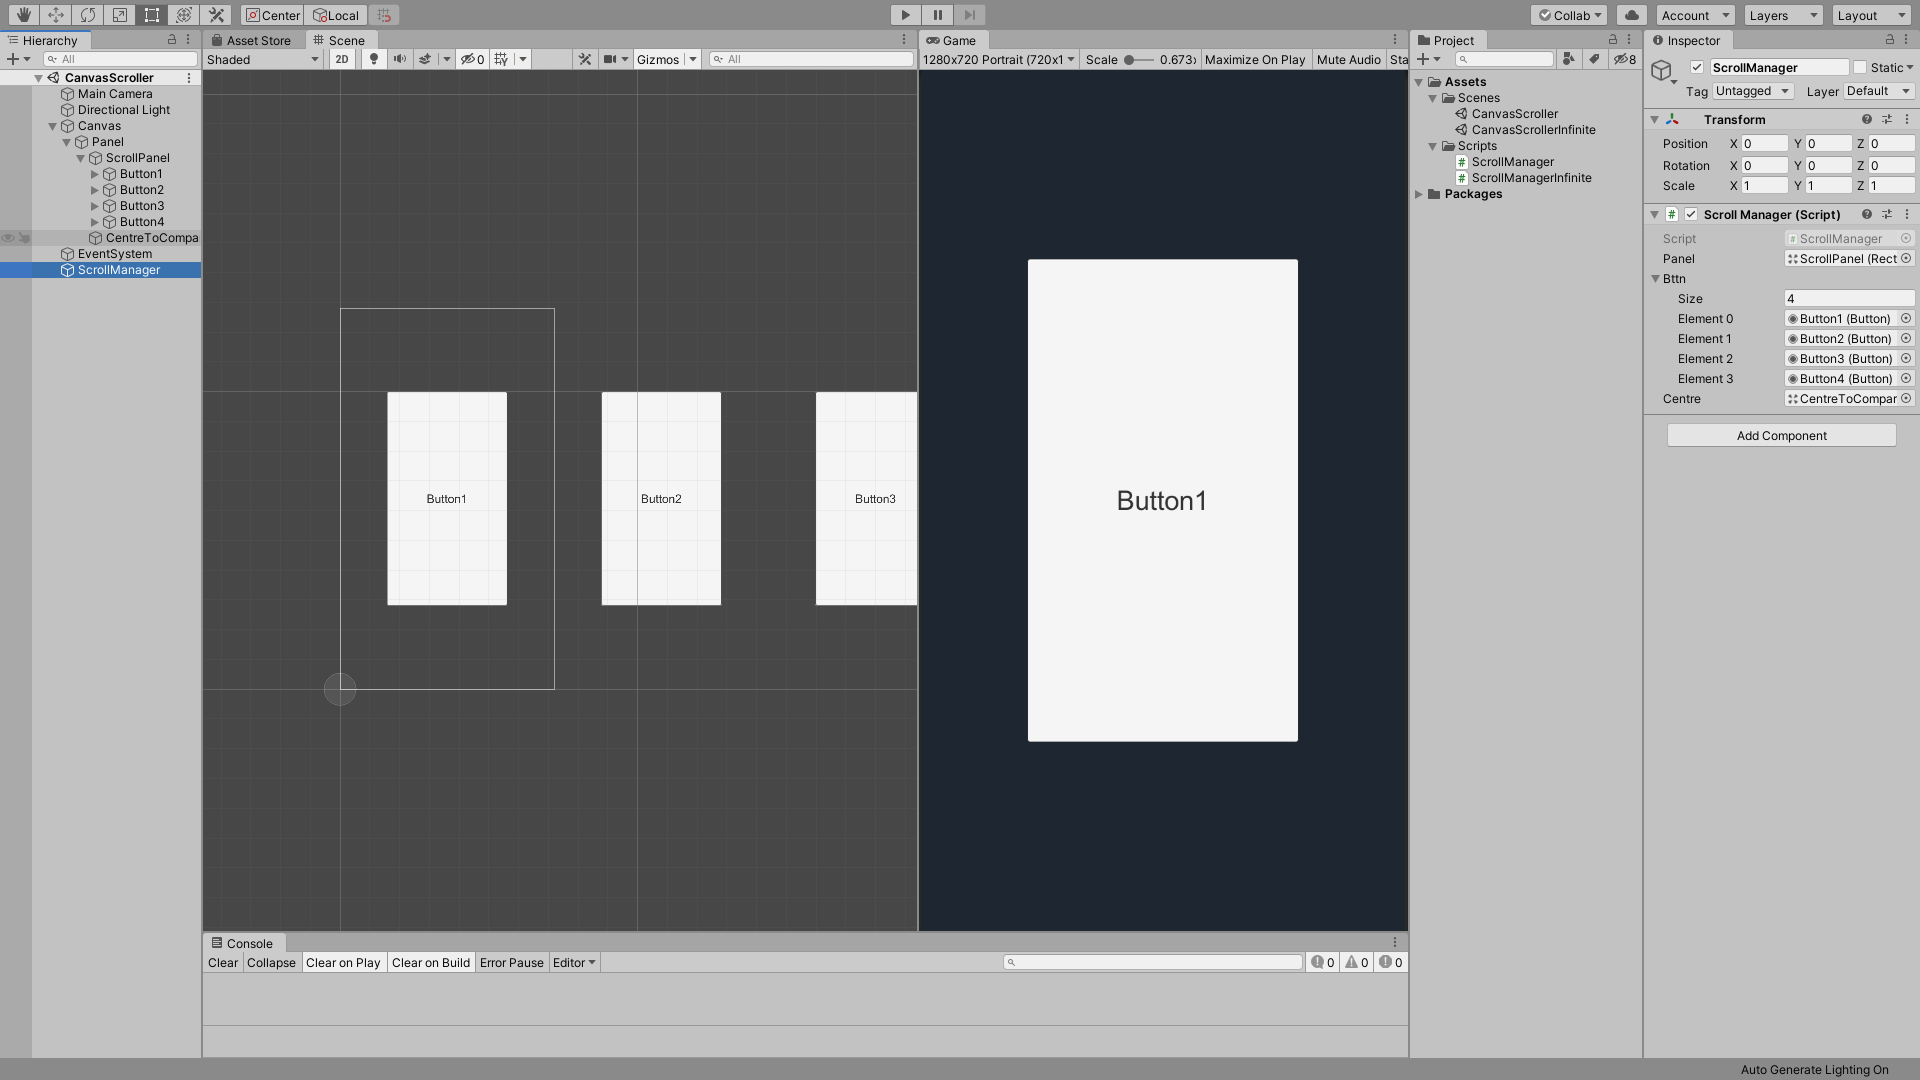 Center
Local
Collab
Account
Layers
Layout
Hierarchy
All
CanvasScroller
Main Camera
Directional Light
Canvas
Panel
ScrollPanel
Button1
Button2
Button3
Button4
CentreToCompa
EventSystem
ScrollManager
Asset Store
Scene
Shaded
2D
0
Gizmos
All
Button1
Button2
Button3
Game
1280x720 Portrait (720x1
Scale
0.673x
Maximize On Play
Mute Audio
Sta
Button1
Console
Clear
Collapse
Clear on Play
Clear on Build
Error Pause
Editor
0
0
0
Project
8
Assets
Scenes
CanvasScroller
CanvasScrollerInfinite
Scripts
ScrollManager
ScrollManagerInfinite
Packages
Inspector
ScrollManager
Static
Tag Untagged Layer Default
Transform
Position X 0 Y 0 Z 0
Rotation X 0 Y 0 Z 0
Scale X 1 Y 1 Z 1
# Scroll Manager (Script)
Script ScrollManager
Panel ScrollPanel (Rect
Bttn
Size 4
Element 0 Button1 (Button)
Element 1 Button2 (Button)
Element 2 Button3 (Button)
Element 3 Button4 (Button)
Centre CentreToCompar
Add Component
Auto Generate Lighting On